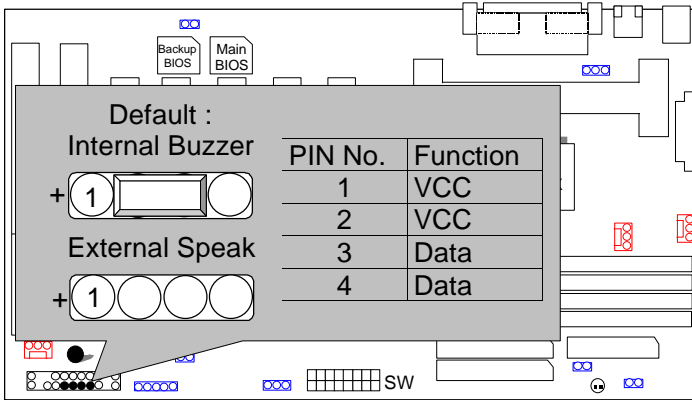 Backup
BIOS
Main
BIOS
Default :
Internal Buzzer
+ 1
External Speak
+ 1
PIN No. Function
1 VCC
2 VCC
3 Data
4 Data
SW